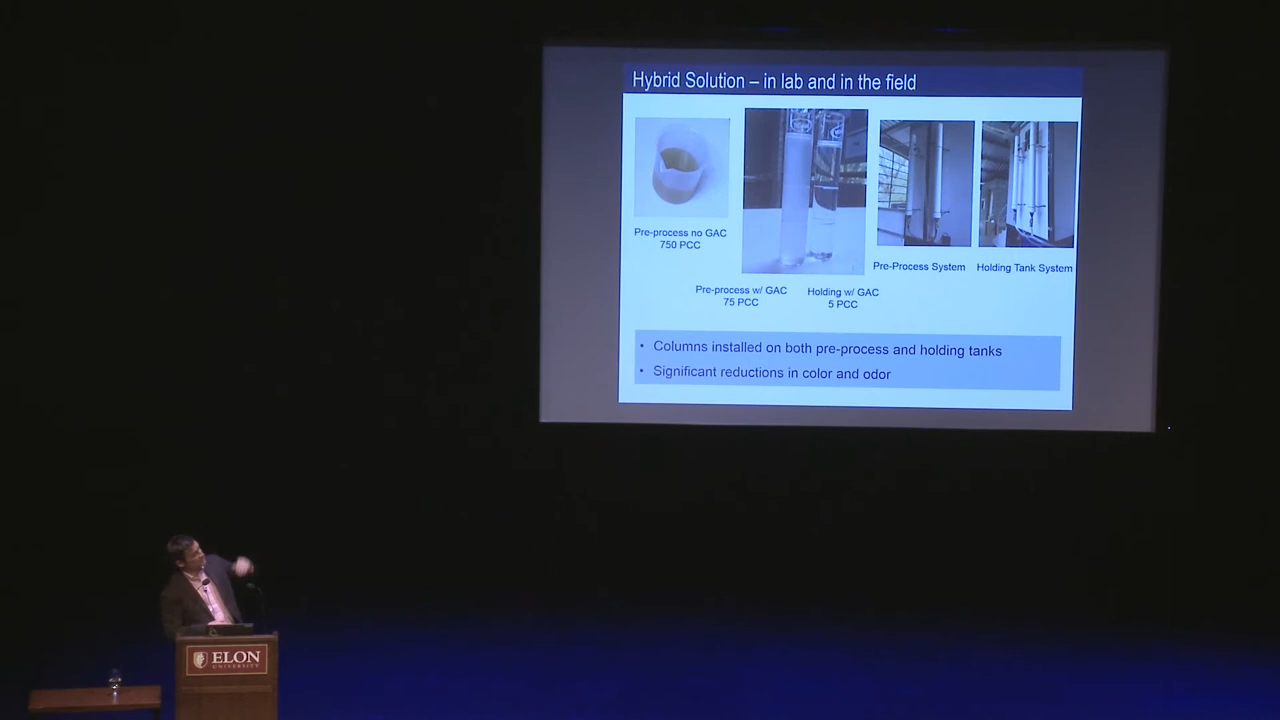 Hybrid Solution – in lab and in the field
Pre-process no GAC
750 PCC
Pre-process w/ GAC
75 PCC
Holding w/ GAC
5 PCC
Pre-Process System
Holding Tank System
• Columns installed on both pre-process and holding tanks
• Significant reductions in color and odor
ELON
UNIVERSITY